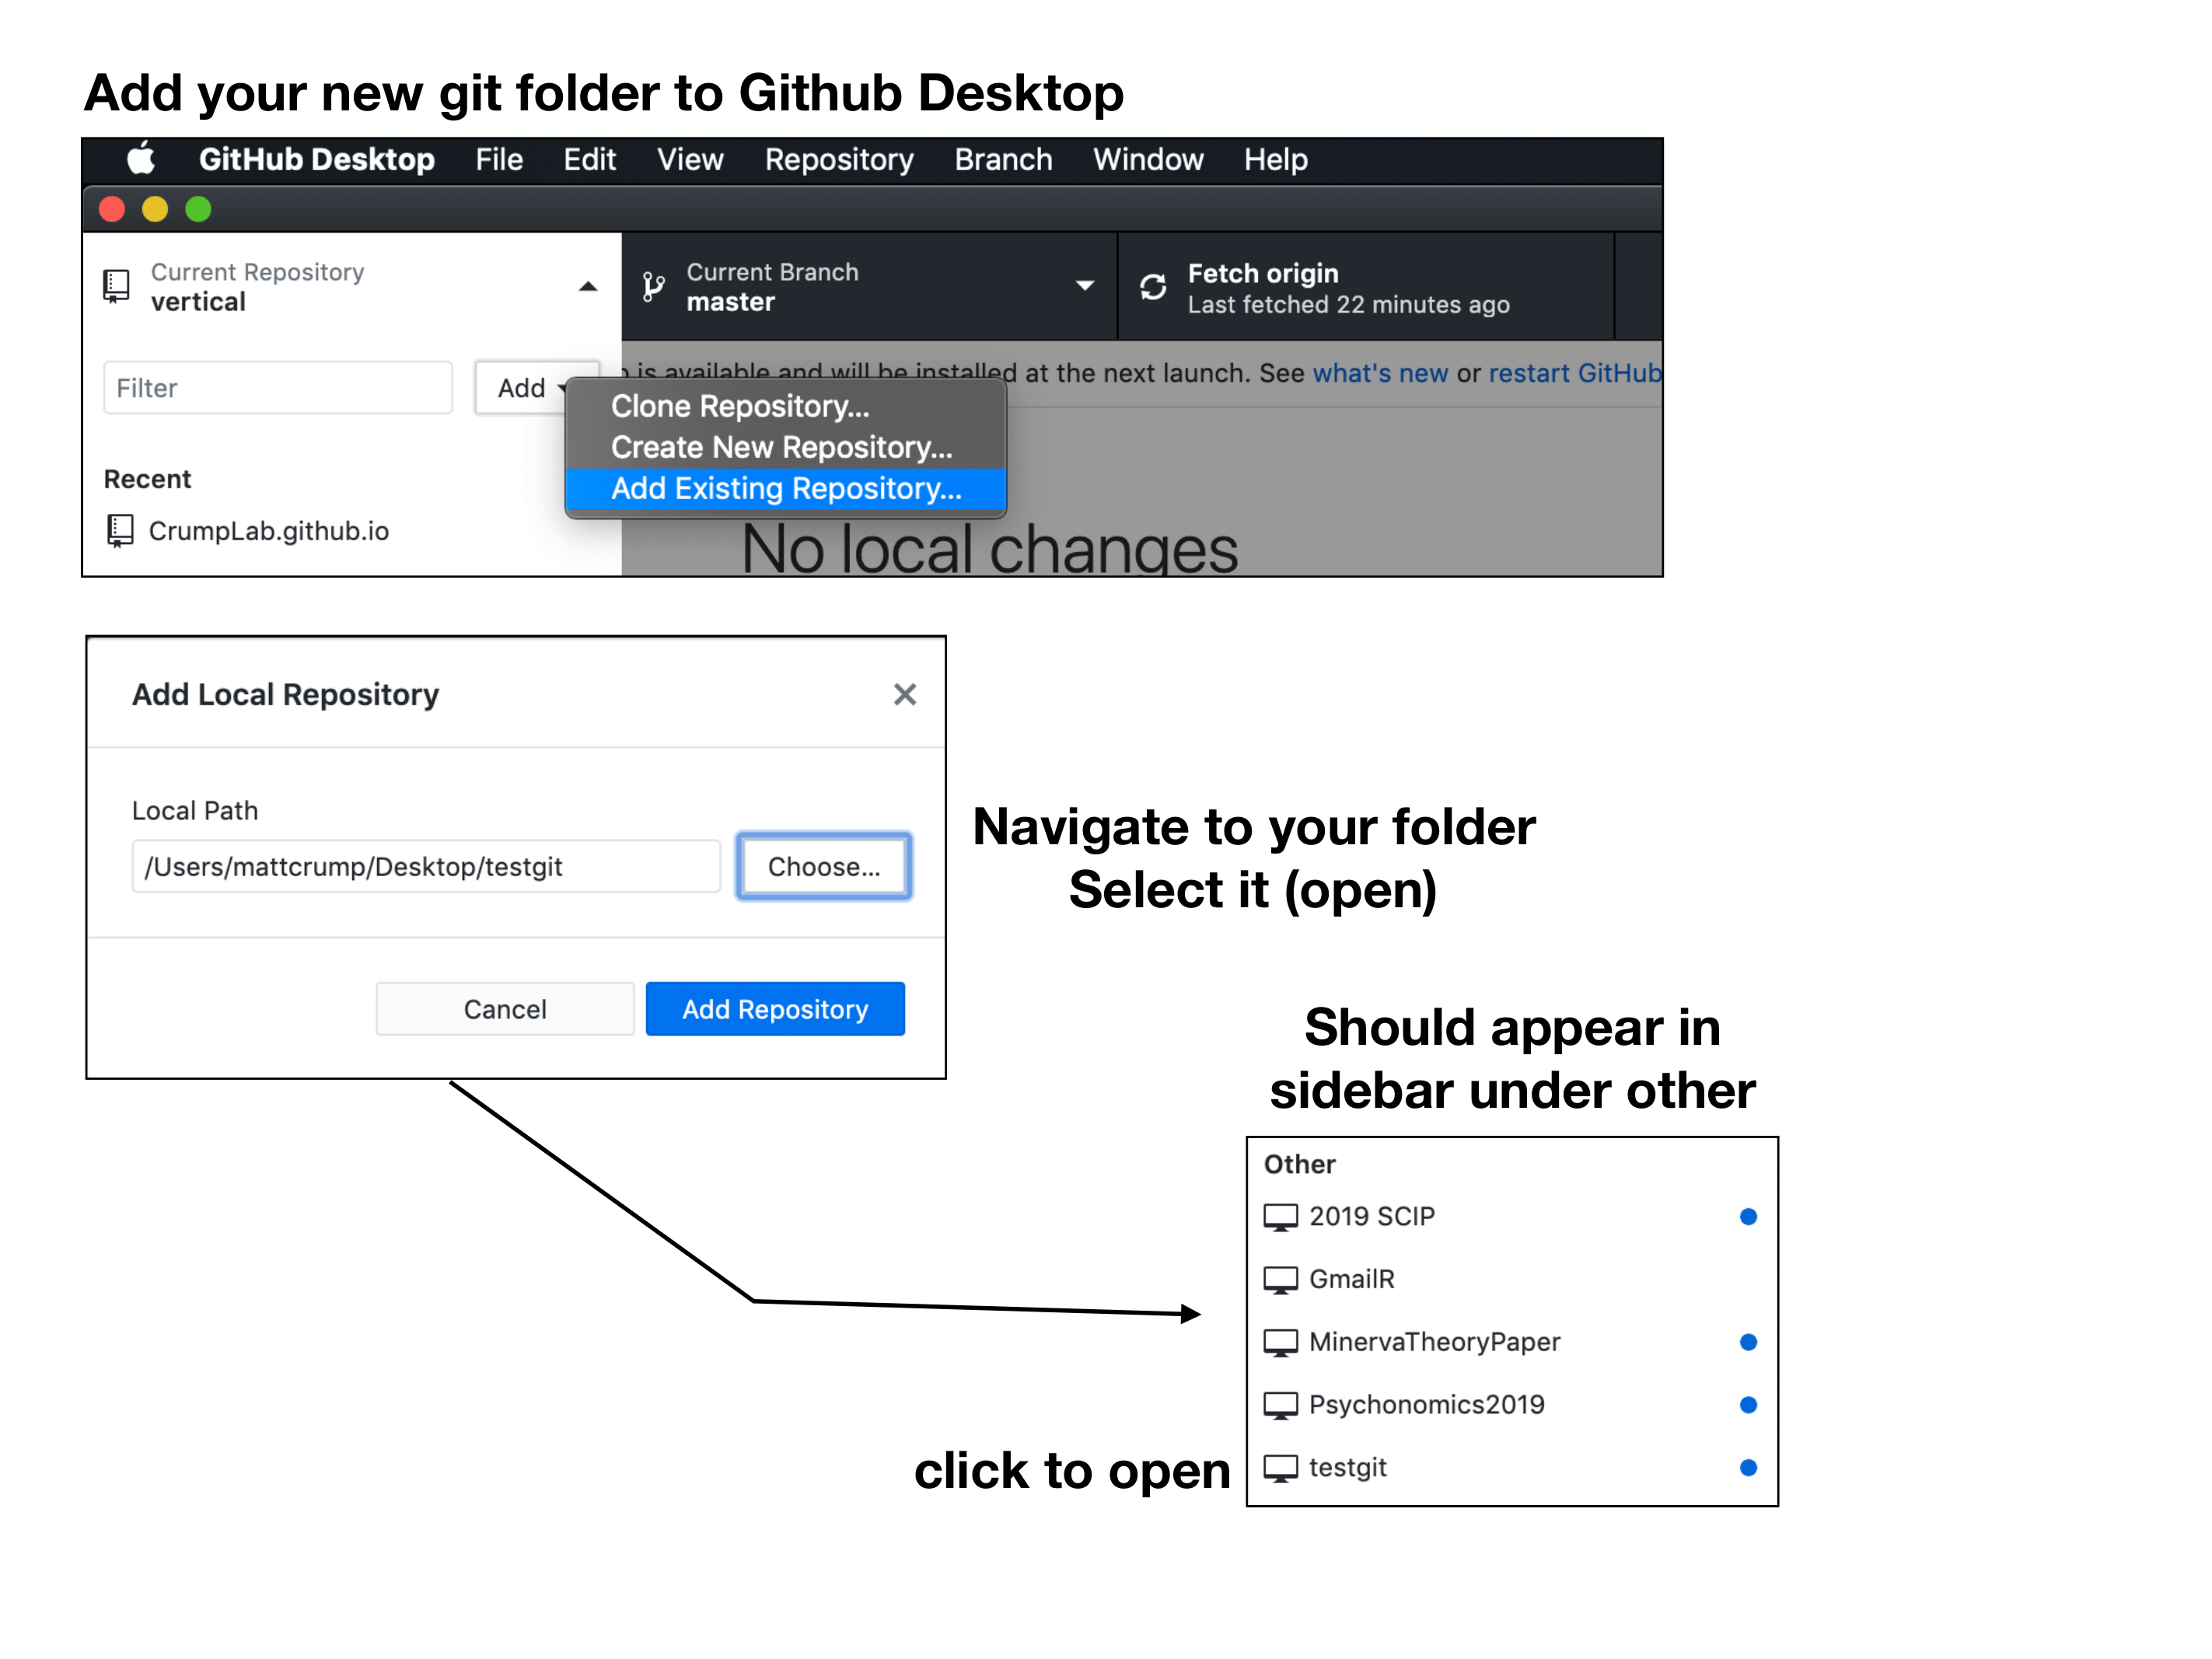 Add your new git folder to Github Desktop
GitHub Desktop File Edit View Repository Branch Window Help
Current Repository
vertical
Current Branch
master
Fetch origin
Last fetched 22 minutes ago
is available and will be installed at the next launch. See what's new or restart GitHub
Filter
Add
Clone Repository...
Create New Repository...
Add Existing Repository...
Recent
CrumpLab.github.io
No local changes
Add Local Repository
Local Path
/Users/mattcrump/Desktop/testgit
Choose...
Cancel
Add Repository
Navigate to your folder
Select it (open)
Should appear in
sidebar under other
Other
2019 SCIP
GmailR
MinervaTheoryPaper
Psychonomics2019
click to open
testgit